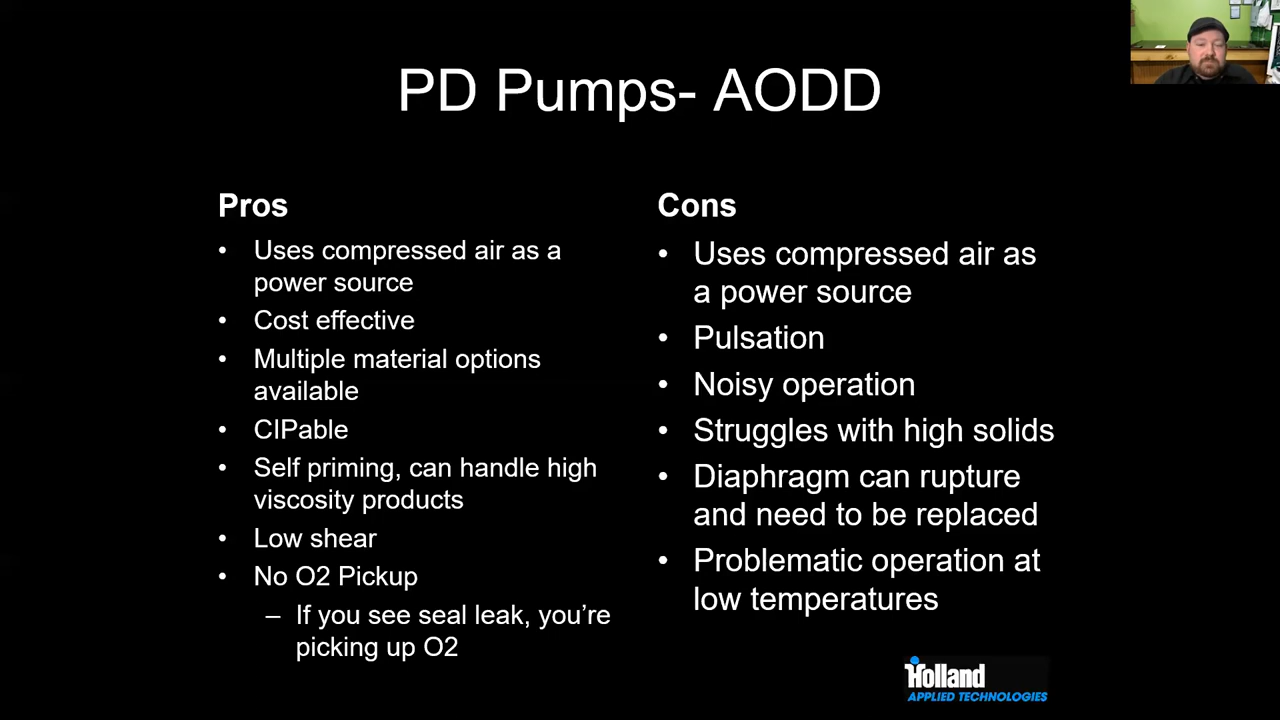 PD Pumps- AODD
Pros
• Uses compressed air as a
power source
• Cost effective
• Multiple material options
available
• CIPable
• Self priming, can handle high
viscosity products
• Low shear
• No O2 Pickup
– If you see seal leak, you’re
picking up O2
Cons
• Uses compressed air as
a power source
• Pulsation
• Noisy operation
• Struggles with high solids
• Diaphragm can rupture
and need to be replaced
• Problematic operation at
low temperatures
Holland
APPLIED TECHNOLOGIES